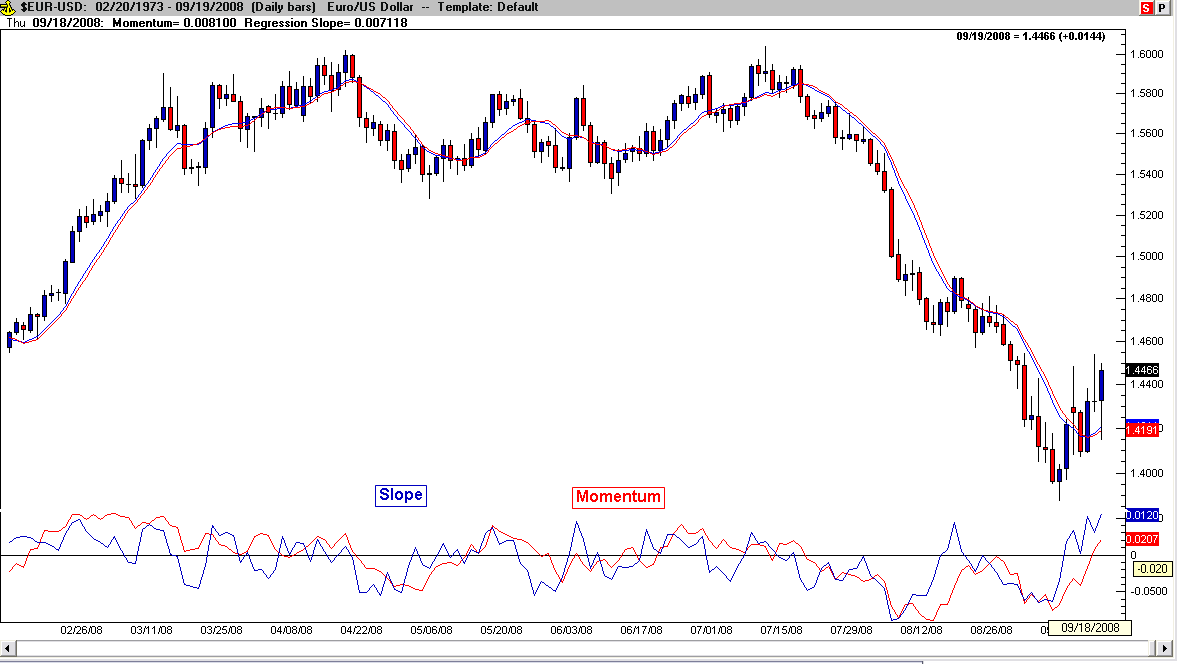 $EUR-USD: 02/20/1973 - 09/19/2008 (Daily bars) Euro/US Dollar -- Template: Default
S P
Thu 09/18/2008: Momentum= 0.008100 Regression Slope= 0.007118
09/19/2008 = 1.4466 (+0.0144)
1.6000
1.5800
1.5600
1.5400
1.5200
1.5000
1.4800
1.4600
1.4466
1.4400
1.4191
1.4000
Slope
Momentum
0.0120
0.0207
0
-0.020
-0.0500
02/26/08 03/11/08 03/25/08 04/08/08 04/22/08 05/06/08 05/20/08 06/03/08 06/17/08 07/01/08 07/15/08 07/29/08 08/12/08 08/26/08 09/18/2008